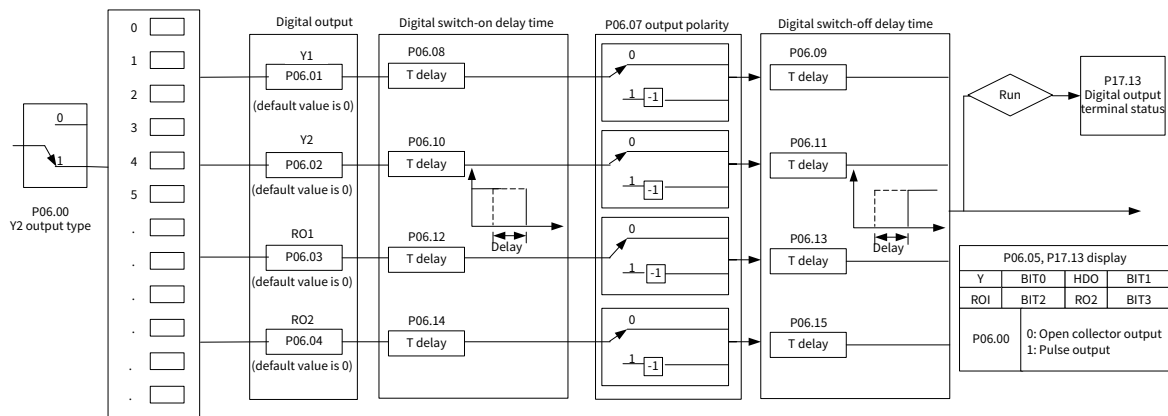 0
1
2
3
4
5
.
.
.
.
.
.
0
1
P06.00
Y2 output type
Digital output
Y1
P06.01
(default value is 0)
Y2
P06.02
(default value is 0)
RO1
P06.03
(default value is 0)
RO2
P06.04
(default value is 0)
Digital switch-on delay time
P06.08
T delay
P06.10
T delay
Delay
P06.12
T delay
P06.14
T delay
P06.07 output polarity
0
1 -1
0
1 -1
0
1 -1
0
1 -1
Digital switch-off delay time
P06.09
T delay
P06.11
T delay
Delay
P06.13
T delay
P06.15
T delay
Run
P17.13
Digital output
terminal status
P06.05, P17.13 display
Y BIT0 HDO BIT1
ROI BIT2 RO2 BIT3
P06.00
0: Open collector output
1: Pulse output